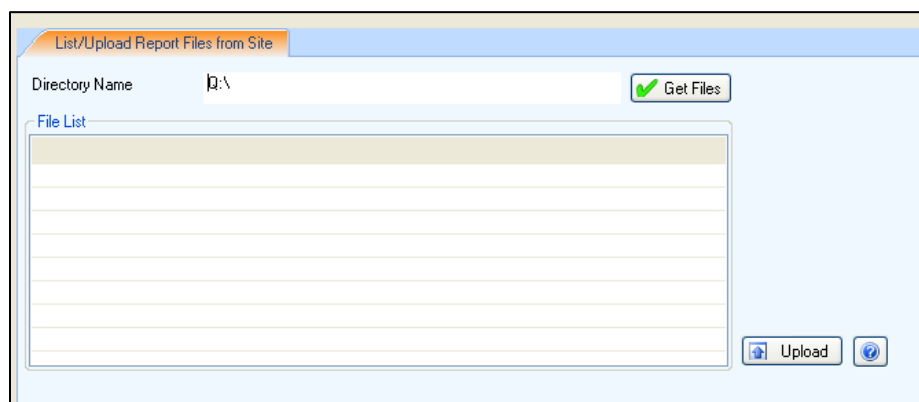 List/Upload Report Files from Site
Directory Name Q:\ Get Files
File List
Upload